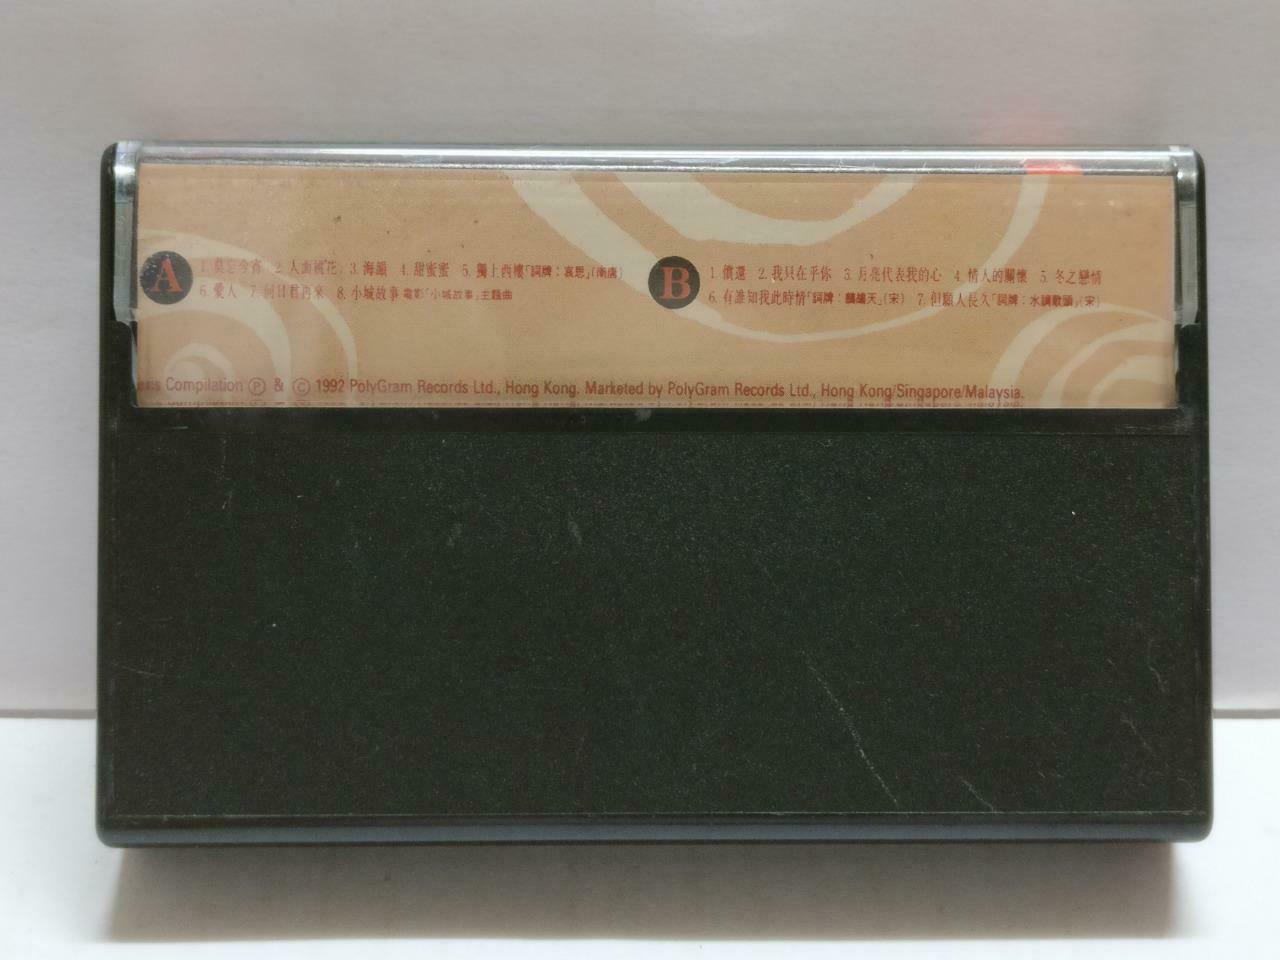 A
1. 莫忘今宵 2. 人面桃花 3. 海韻 4. 甜蜜蜜 5. 獨上西樓「詞牌：哀思」(南唐)
6. 愛人 7. 何日君再來 8. 小城故事 電影「小城故事」主題曲
B
1. 償還 2. 我只在乎你 3. 月亮代表我的心 4. 情人的關懷 5. 冬之戀情
6. 有誰知我此時情「詞牌：鷓鴣天」(宋) 7. 但願人長久「詞牌：水調歌頭」(宋)
Compilation Ⓟ & © 1992 PolyGram Records Ltd., Hong Kong. Marketed by PolyGram Records Ltd., Hong Kong/Singapore/Malaysia.